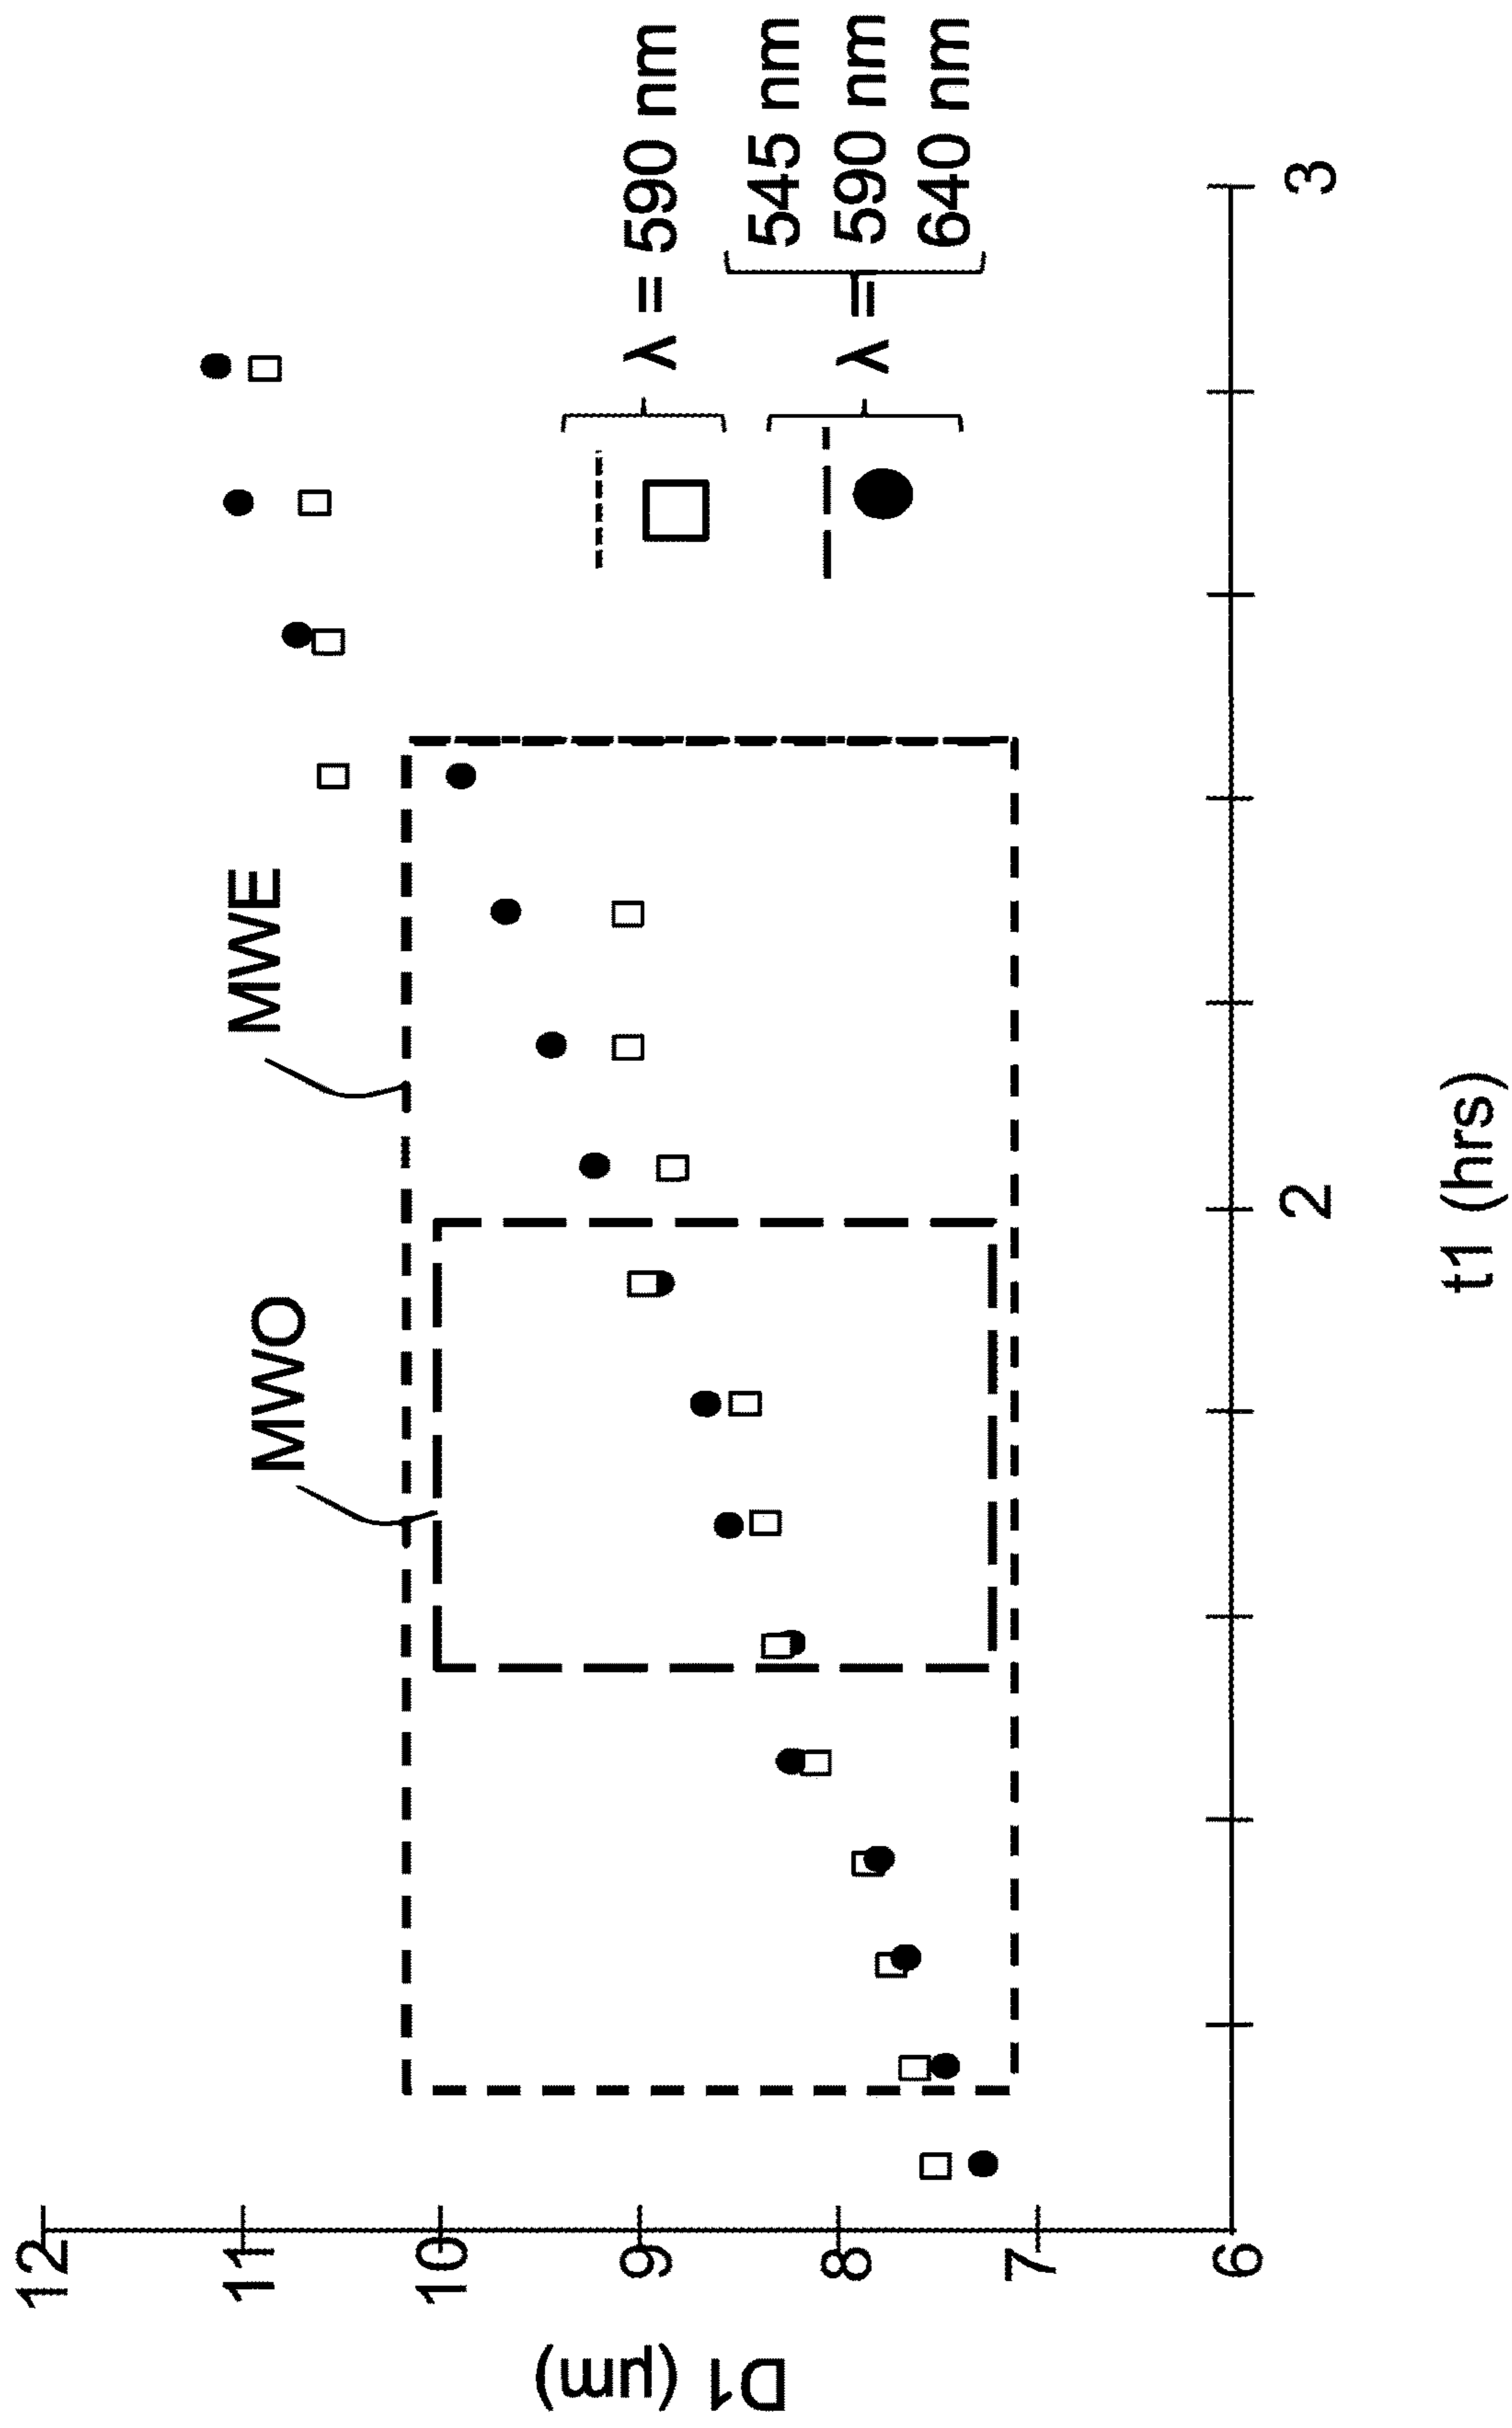 12
11
10
9
8
7
6
D1 (μm)
MWO
MWE
λ = 590 nm
λ =
545 nm
590 nm
640 nm
2
3
t1 (hrs)